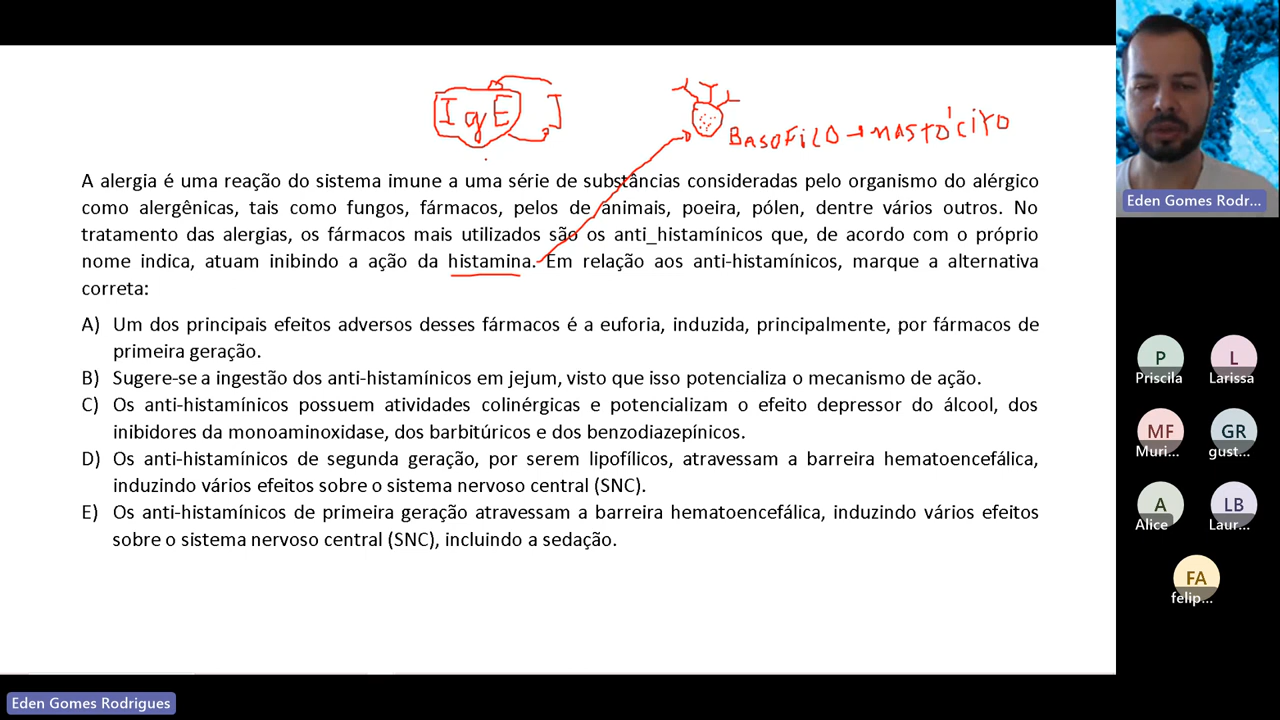 IgE
BASOFILO → MASTÓCITO
A alergia é uma reação do sistema imune a uma série de substâncias consideradas pelo organismo do alérgico
como alergênicas, tais como fungos, fármacos, pelos de animais, poeira, pólen, dentre vários outros. No
tratamento das alergias, os fármacos mais utilizados são os anti_histamínicos que, de acordo com o próprio
nome indica, atuam inibindo a ação da histamina. Em relação aos anti-histamínicos, marque a alternativa
correta:
A) Um dos principais efeitos adversos desses fármacos é a euforia, induzida, principalmente, por fármacos de
primeira geração.
B) Sugere-se a ingestão dos anti-histamínicos em jejum, visto que isso potencializa o mecanismo de ação.
C) Os anti-histamínicos possuem atividades colinérgicas e potencializam o efeito depressor do álcool, dos
inibidores da monoaminoxidase, dos barbitúricos e dos benzodiazepínicos.
D) Os anti-histamínicos de segunda geração, por serem lipofílicos, atravessam a barreira hematoencefálica,
induzindo vários efeitos sobre o sistema nervoso central (SNC).
E) Os anti-histamínicos de primeira geração atravessam a barreira hematoencefálica, induzindo vários efeitos
sobre o sistema nervoso central (SNC), incluindo a sedação.
Eden Gomes Rodr...
P
Priscila
L
Larissa
MF
Muri...
GR
gust...
A
Alice
LB
Laur...
FA
felip...
Eden Gomes Rodrigues